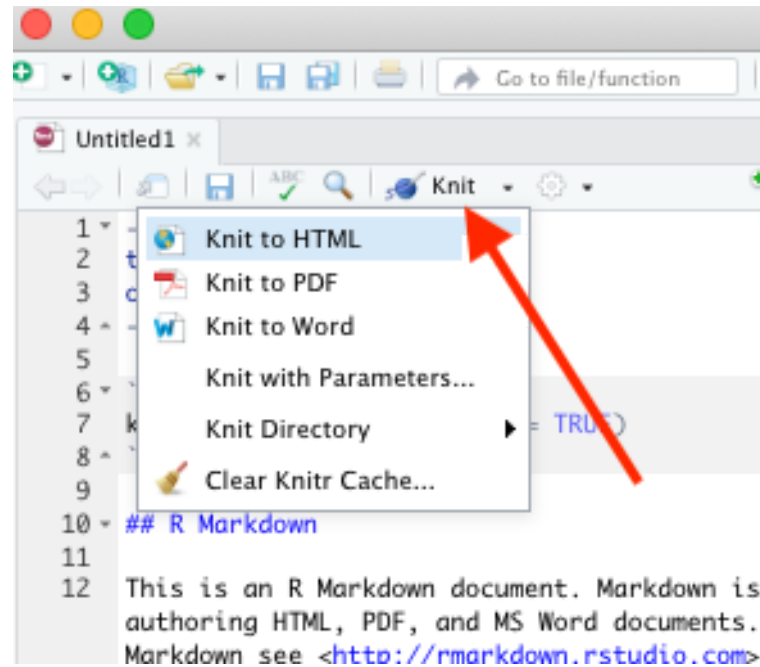 Go to file/function
Untitled1
ABC
Knit
1 -
2 t
3 c
4 -
5
6 `
7 k = TRUE)
8 `
9
10 ## R Markdown
11
12 This is an R Markdown document. Markdown is
authoring HTML, PDF, and MS Word documents.
Markdown see <http://rmarkdown.rstudio.com>
Knit to HTML
Knit to PDF
Knit to Word
Knit with Parameters...
Knit Directory
Clear Knitr Cache...